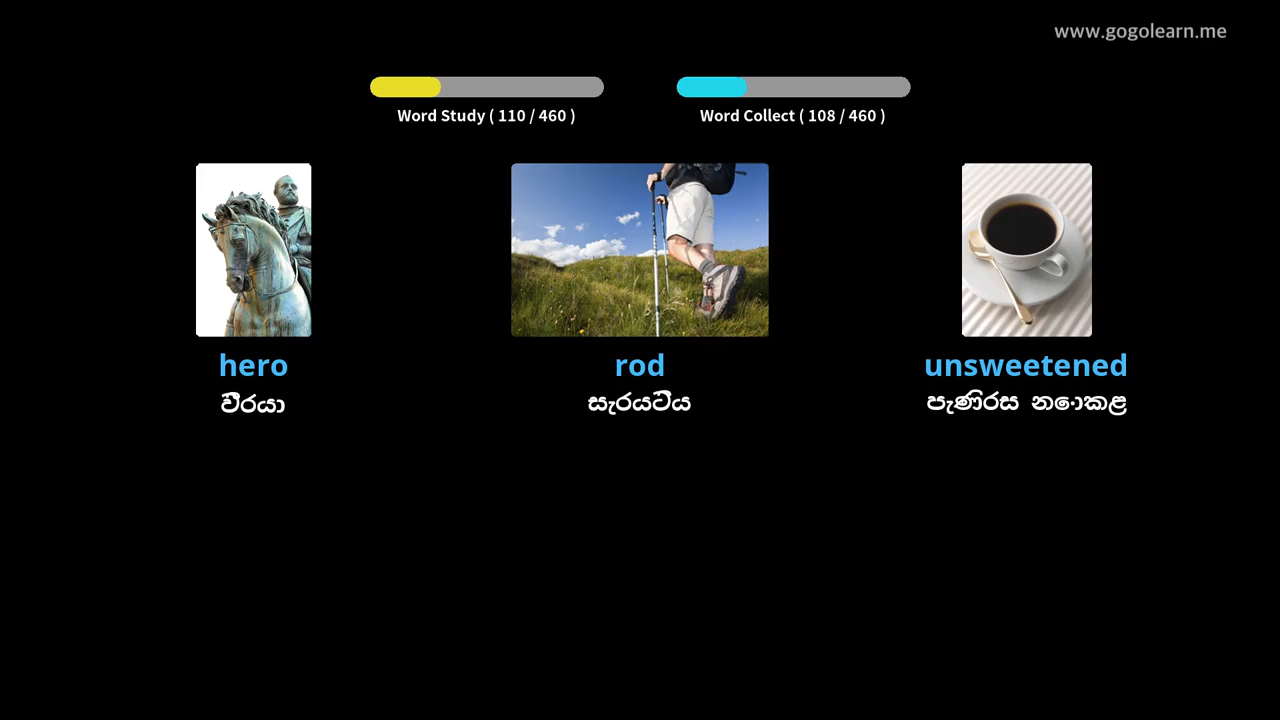 www.gogolearn.me
Word Study ( 110 / 460 )
Word Collect ( 108 / 460 )
hero
වීරයා
rod
සැරයටිය
unsweetened
පැණිරස නොකළ